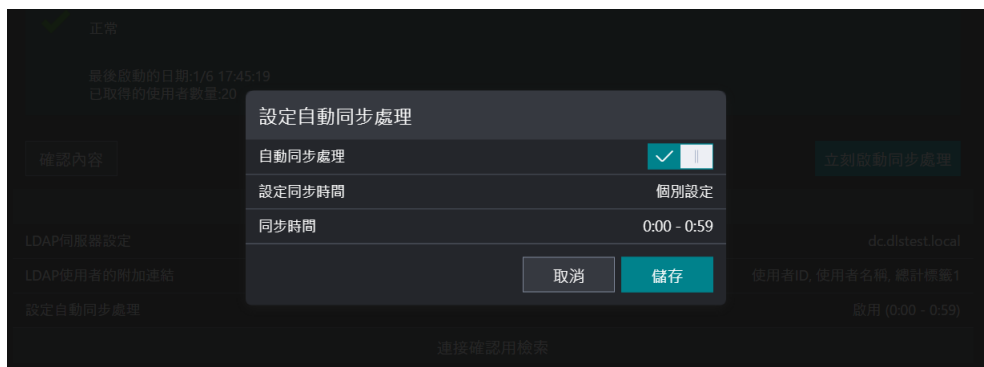 正常
最後啟動的日期:1/6 17:45:19
已取得的使用者數量:20
設定自動同步處理
自動同步處理
設定同步時間 個別設定
同步時間 0:00 - 0:59
取消 儲存
確認內容 立刻啟動同步處理
LDAP伺服器設定 dc.dlstest.local
LDAP使用者的附加連結 使用者ID, 使用者名稱, 總計標籤1
設定自動同步處理 啟用 (0:00 - 0:59)
連接確認用檢索